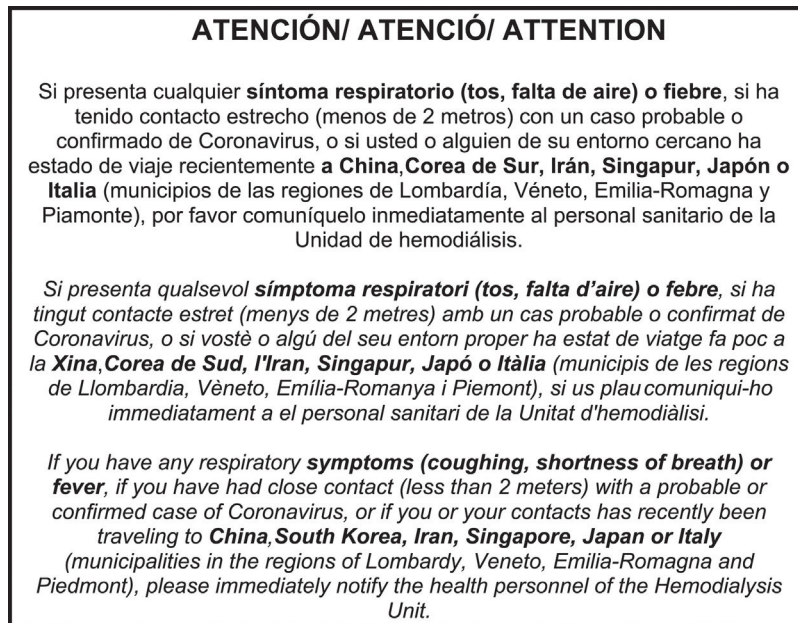 ATENCIÓN/ ATENCIÓ/ ATTENTION
Si presenta cualquier síntoma respiratorio (tos, falta de aire) o fiebre, si ha
tenido contacto estrecho (menos de 2 metros) con un caso probable o
confirmado de Coronavirus, o si usted o alguien de su entorno cercano ha
estado de viaje recientemente a China,Corea de Sur, Irán, Singapur, Japón o
Italia (municipios de las regiones de Lombardía, Véneto, Emilia-Romagna y
Piamonte), por favor comuníquelo inmediatamente al personal sanitario de la
Unidad de hemodiálisis.
Si presenta qualsevol símptoma respiratori (tos, falta d'aire) o febre, si ha
tingut contacte estret (menys de 2 metres) amb un cas probable o confirmat de
Coronavirus, o si vostè o algú del seu entorn proper ha estat de viatge fa poc a
la Xina,Corea de Sud, l'Iran, Singapur, Japó o Itàlia (municipis de les regions
de Llombardia, Vèneto, Emília-Romanya i Piemont), si us plau comuniqui-ho
immediatament a el personal sanitari de la Unitat d'hemodiàlisi.
If you have any respiratory symptoms (coughing, shortness of breath) or
fever, if you have had close contact (less than 2 meters) with a probable or
confirmed case of Coronavirus, or if you or your contacts has recently been
traveling to China,South Korea, Iran, Singapore, Japan or Italy
(municipalities in the regions of Lombardy, Veneto, Emilia-Romagna and
Piedmont), please immediately notify the health personnel of the Hemodialysis
Unit.